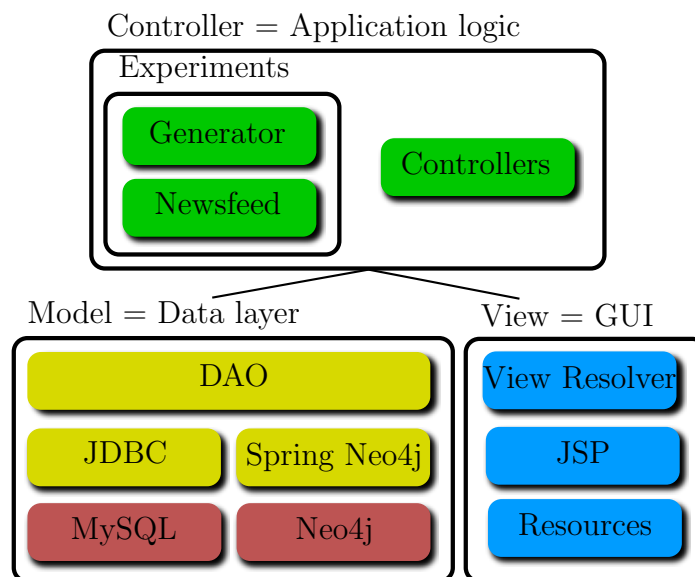 Controller = Application logic
Experiments
Generator
Controllers
Newsfeed
Model = Data layer
View = GUI
DAO
View Resolver
JDBC
Spring Neo4j
JSP
MySQL
Neo4j
Resources